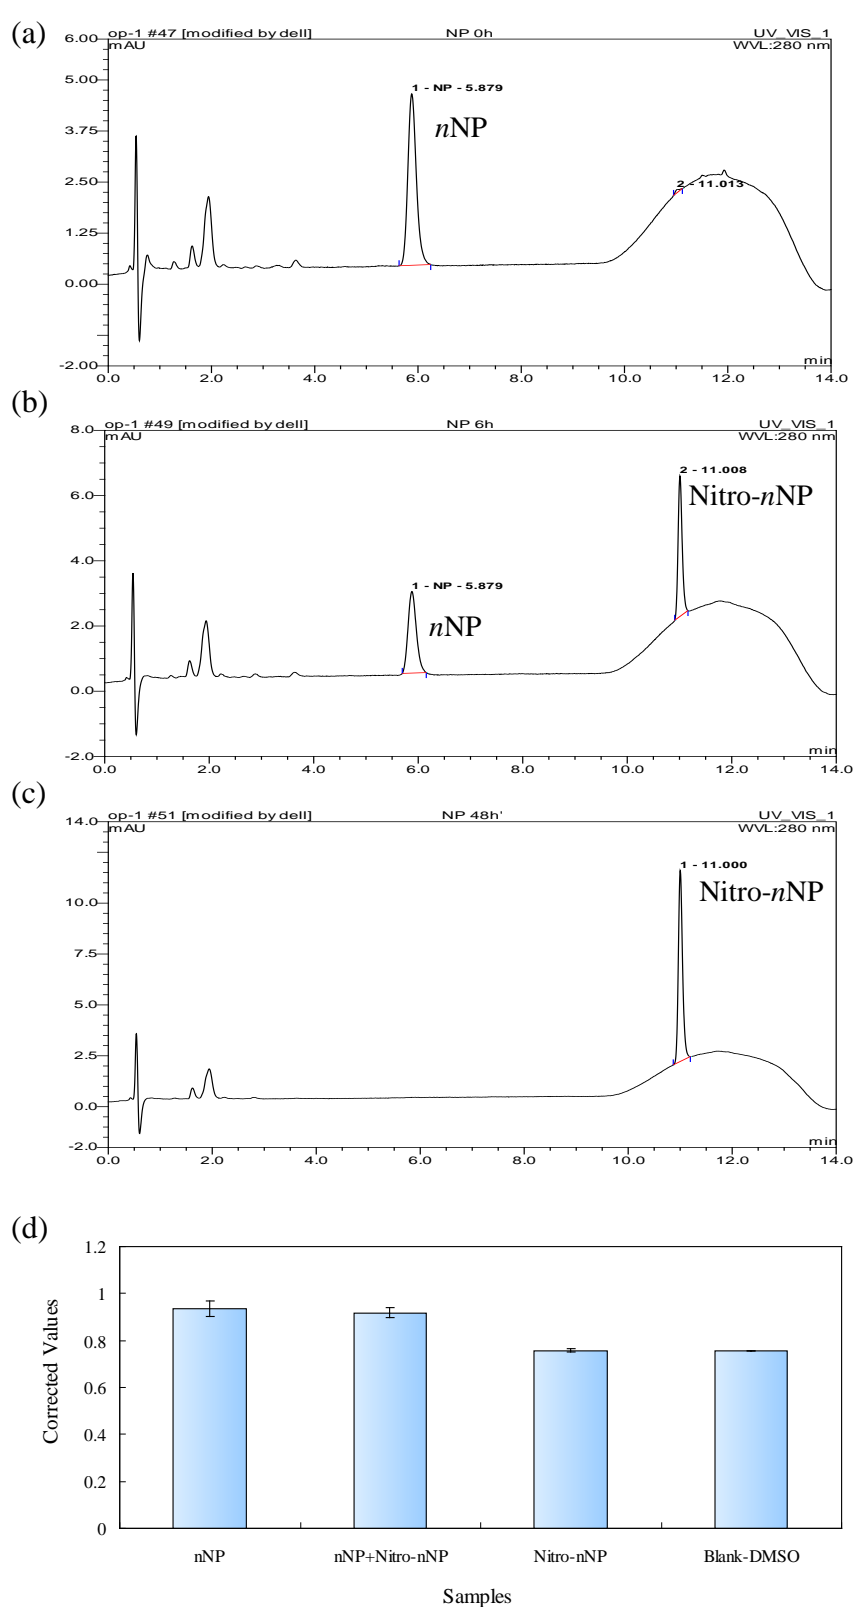 (a)
op-1 #47 [modified by dell] NP 0h UV_VIS_1
6.00 mAU WVL:280 nm
5.00
1 - NP - 5.879
nNP
3.75
2.50
2 - 11.013
1.25
0.00
-2.00 min
0.0 2.0 4.0 6.0 8.0 10.0 12.0 14.0
(b)
op-1 #49 [modified by dell] NP 6h UV_VIS_1
8.0 mAU WVL:280 nm
2 - 11.008
6.0 Nitro-nNP
4.0
1 - NP - 5.879
nNP
2.0
0.0
-2.0 min
0.0 2.0 4.0 6.0 8.0 10.0 12.0 14.0
(c)
op-1 #51 [modified by dell] NP 48h' UV_VIS_1
14.0 mAU WVL:280 nm
1 - 11.000
Nitro-nNP
10.0
7.5
5.0
2.5
0.0
-2.0 min
0.0 2.0 4.0 6.0 8.0 10.0 12.0 14.0
(d)
1.2
1
0.8
0.6
0.4
0.2
0
Corrected Values
nNP nNP+Nitro-nNP Nitro-nNP Blank-DMSO
Samples